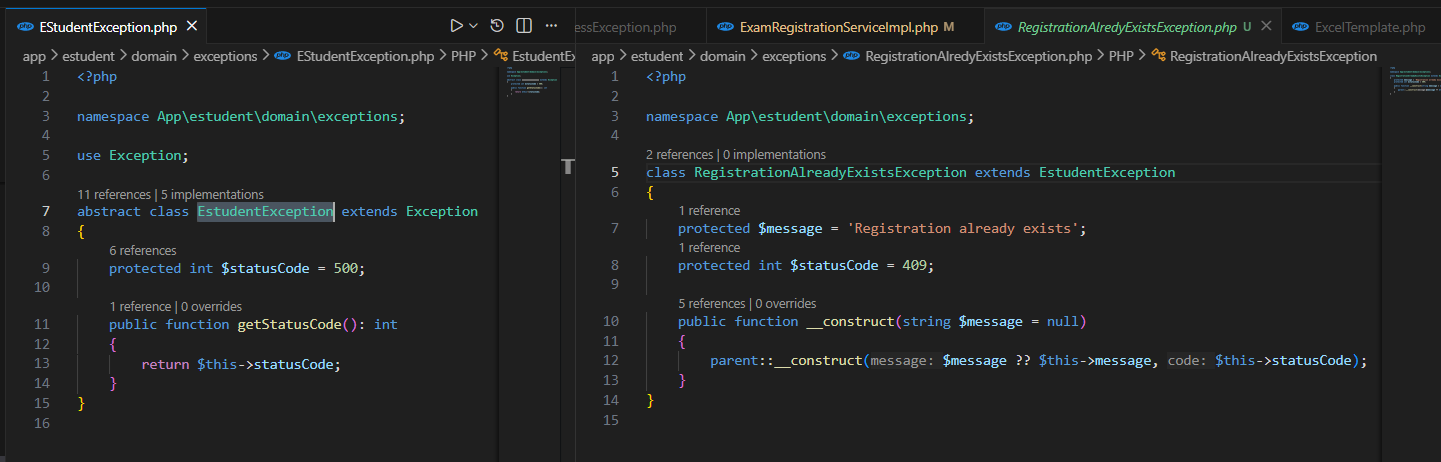 EStudentException.php
app > estudent > domain > exceptions > EStudentException.php > PHP > EstudentEx
1 <?php
2
3 namespace App\estudent\domain\exceptions;
4
5 use Exception;
6
11 references | 5 implementations
7 abstract class EstudentException extends Exception
8 {
6 references
9 protected int $statusCode = 500;
10
1 reference | 0 overrides
11 public function getStatusCode(): int
12 {
13 return $this->statusCode;
14 }
15 }
16
essException.php ExamRegistrationServiceImpl.php M RegistrationAlredyExistsException.php U ExcelTemplate.php
app > estudent > domain > exceptions > RegistrationAlredyExistsException.php > PHP > RegistrationAlreadyExistsException
1 <?php
2
3 namespace App\estudent\domain\exceptions;
4
2 references | 0 implementations
5 class RegistrationAlreadyExistsException extends EstudentException
6 {
1 reference
7 protected $message = 'Registration already exists';
1 reference
8 protected int $statusCode = 409;
9
5 references | 0 overrides
10 public function __construct(string $message = null)
11 {
12 parent::__construct(message: $message ?? $this->message, code: $this->statusCode);
13 }
14 }
15